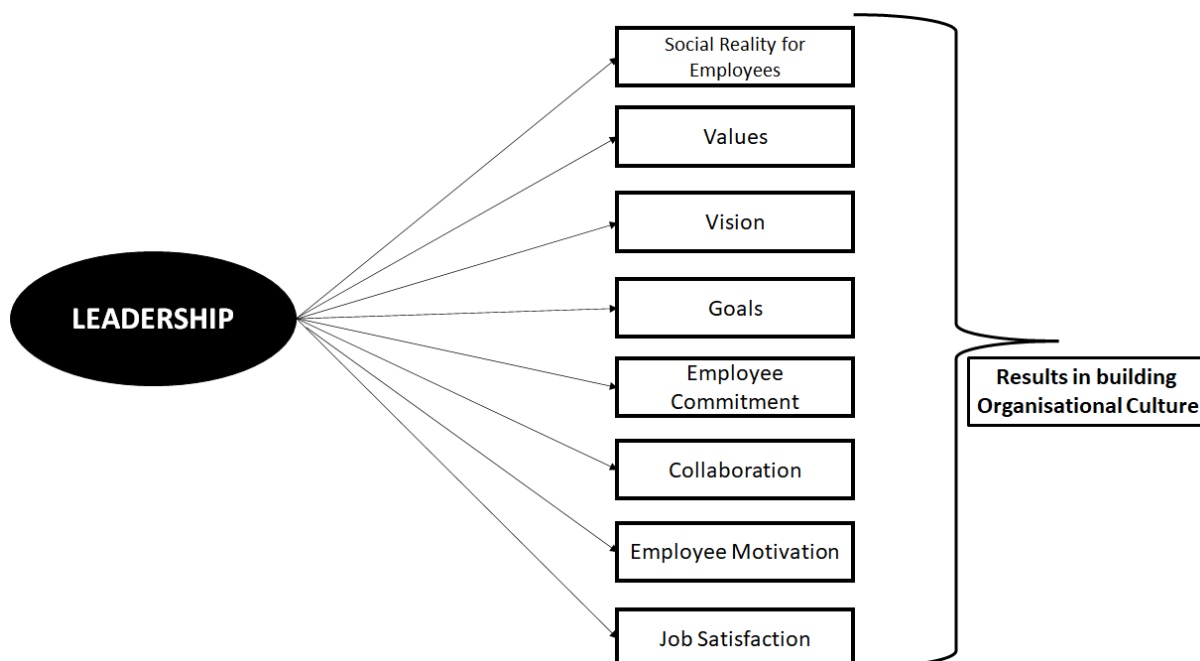 LEADERSHIP
Social Reality for
Employees
Values
Vision
Goals
Employee
Commitment
Collaboration
Employee Motivation
Job Satisfaction
Results in building
Organisational Culture